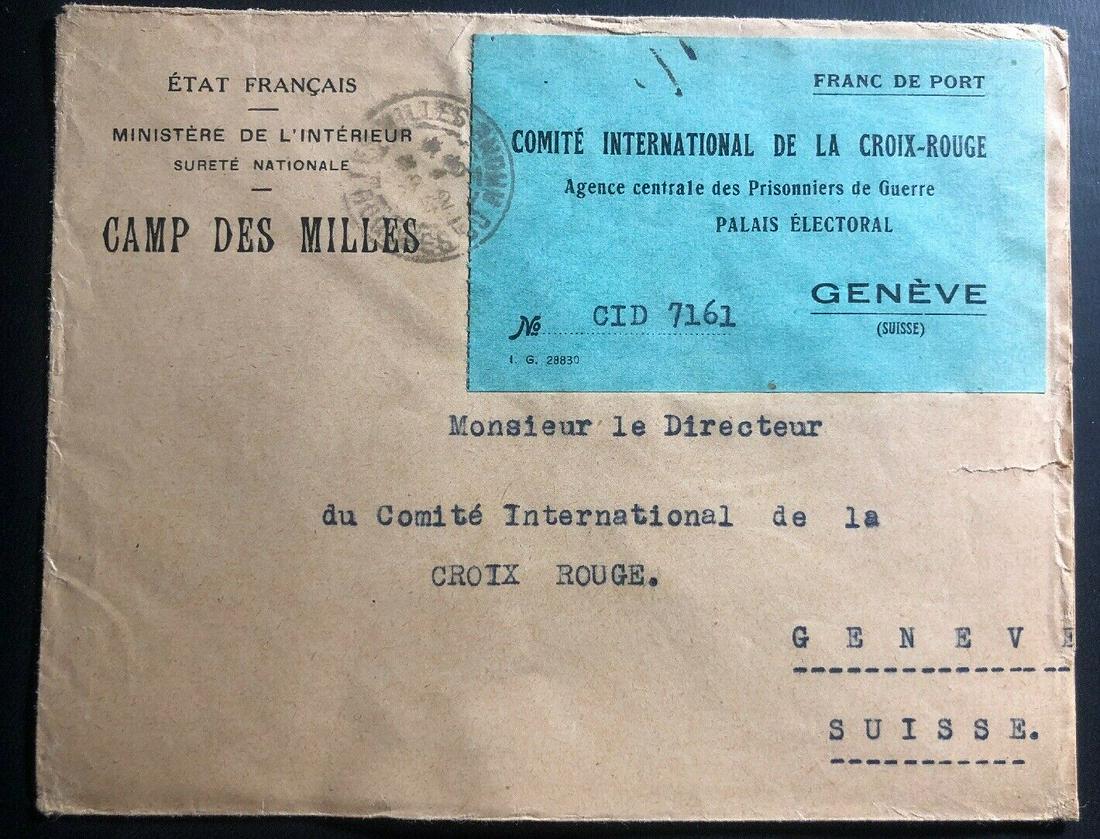 ÉTAT FRANÇAIS
MINISTÈRE DE L'INTÉRIEUR
SURETÉ NATIONALE
CAMP DES MILLES
FRANC DE PORT
COMITÉ INTERNATIONAL DE LA CROIX-ROUGE
Agence centrale des Prisonniers de Guerre
PALAIS ÉLECTORAL
GENÈVE
(SUISSE)
No CID 7161
I. G. 28830
Monsieur le Directeur
du Comité International de la
CROIX ROUGE.
GENEVE
SUISSE.